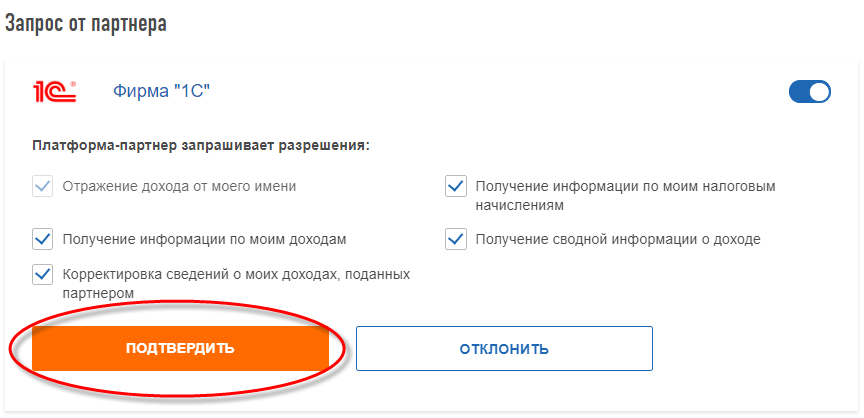 Запрос от партнера
1С® Фирма "1С"
Платформа-партнер запрашивает разрешения:
Отражение дохода от моего имени
Получение информации по моим налоговым
начислениям
Получение информации по моим доходам
Получение сводной информации о доходе
Корректировка сведений о моих доходах, поданных
партнером
ПОДТВЕРДИТЬ
ОТКЛОНИТЬ